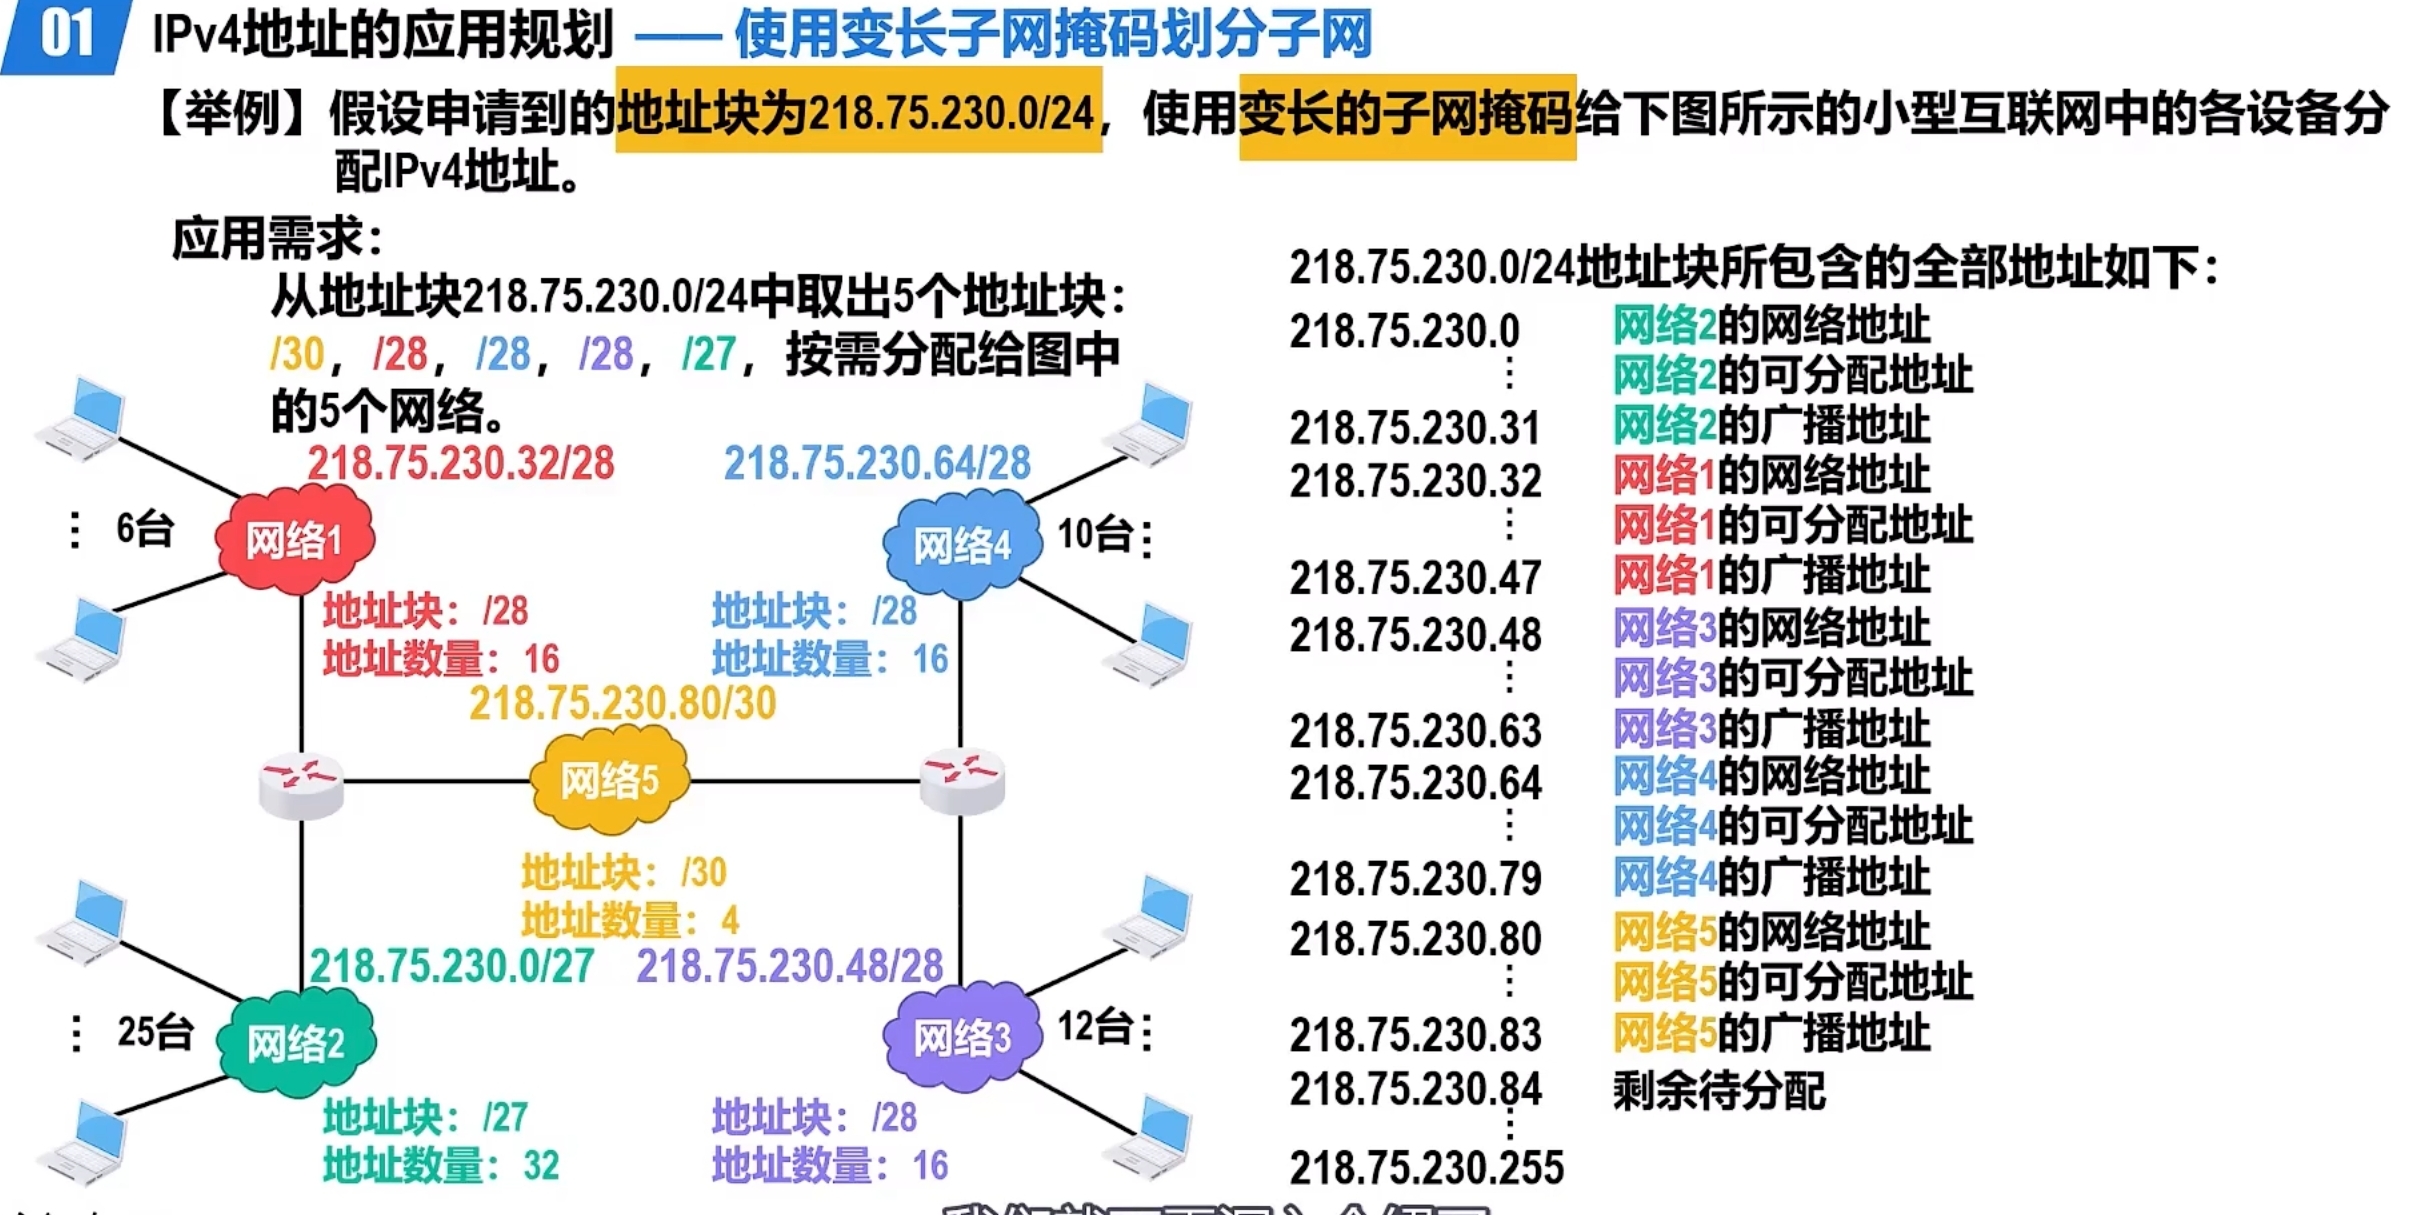 01 IPv4地址的应用规划 —— 使用变长子网掩码划分子网
【举例】假设申请到的地址块为218.75.230.0/24，使用变长的子网掩码给下图所示的小型互联网中的各设备分
配IPv4地址。
应用需求：
从地址块218.75.230.0/24中取出5个地址块：
/30，/28，/28，/28，/27，按需分配给图中
的5个网络。
218.75.230.32/28
218.75.230.64/28
⋮ 6台
网络1
网络4
10台⋮
地址块：/28
地址数量：16
地址块：/28
地址数量：16
218.75.230.80/30
网络5
地址块：/30
地址数量：4
218.75.230.0/27
218.75.230.48/28
⋮ 25台
网络2
网络3
12台⋮
地址块：/27
地址数量：32
地址块：/28
地址数量：16
218.75.230.0/24地址块所包含的全部地址如下：
218.75.230.0 网络2的网络地址
⋮ 网络2的可分配地址
218.75.230.31 网络2的广播地址
218.75.230.32 网络1的网络地址
⋮ 网络1的可分配地址
218.75.230.47 网络1的广播地址
218.75.230.48 网络3的网络地址
⋮ 网络3的可分配地址
218.75.230.63 网络3的广播地址
218.75.230.64 网络4的网络地址
⋮ 网络4的可分配地址
218.75.230.79 网络4的广播地址
218.75.230.80 网络5的网络地址
⋮ 网络5的可分配地址
218.75.230.83 网络5的广播地址
218.75.230.84 剩余待分配
⋮
218.75.230.255